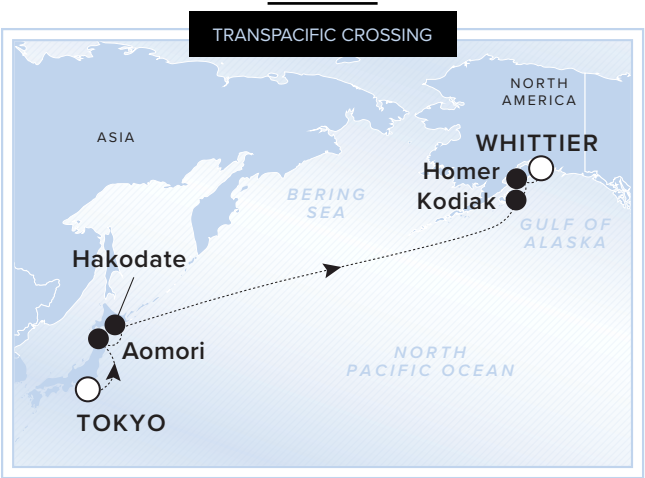 TRANSPACIFIC CROSSING
NORTH
AMERICA
ASIA
WHITTIER
Homer
Kodiak
BERING
SEA
GULF OF
ALASKA
Hakodate
Aomori
NORTH
PACIFIC OCEAN
TOKYO